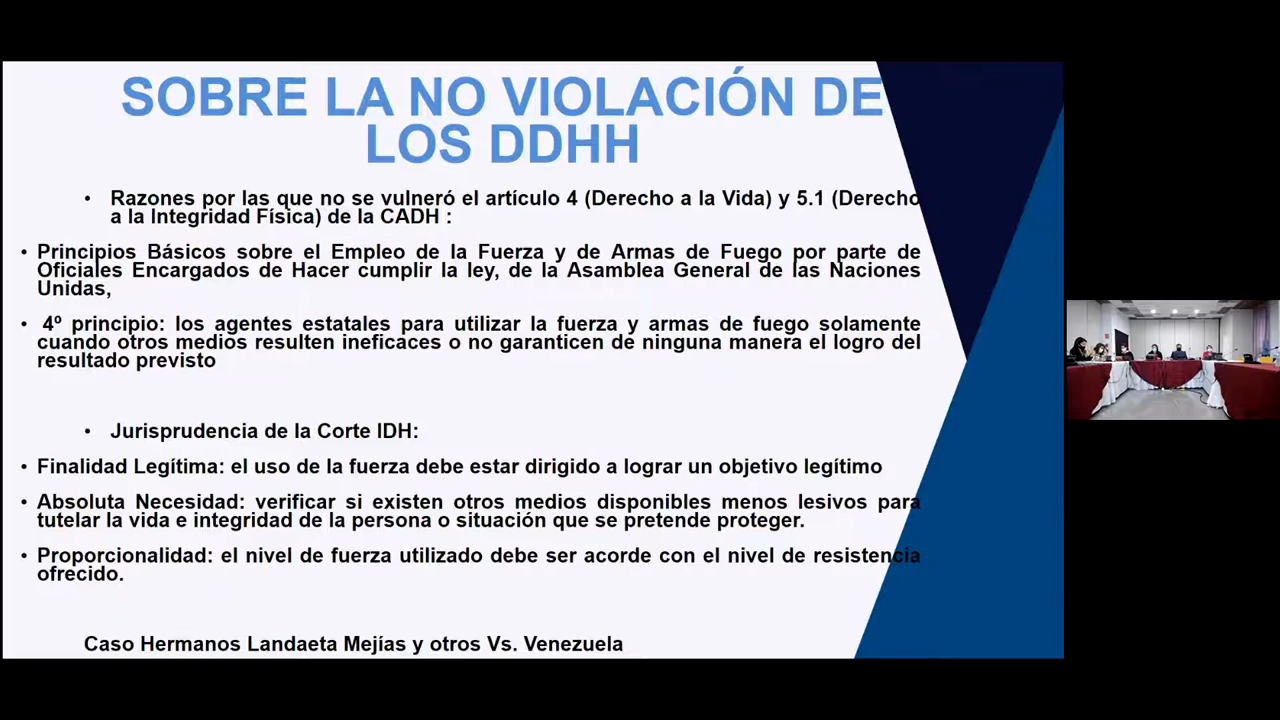 SOBRE LA NO VIOLACIÓN DE
LOS DDHH
• Razones por las que no se vulneró el artículo 4 (Derecho a la Vida) y 5.1 (Derecho
a la Integridad Física) de la CADH :
• Principios Básicos sobre el Empleo de la Fuerza y de Armas de Fuego por parte de
Oficiales Encargados de Hacer cumplir la ley, de la Asamblea General de las Naciones
Unidas,
• 4º principio: los agentes estatales para utilizar la fuerza y armas de fuego solamente
cuando otros medios resulten ineficaces o no garanticen de ninguna manera el logro del
resultado previsto
• Jurisprudencia de la Corte IDH:
• Finalidad Legítima: el uso de la fuerza debe estar dirigido a lograr un objetivo legítimo
• Absoluta Necesidad: verificar si existen otros medios disponibles menos lesivos para
tutelar la vida e integridad de la persona o situación que se pretende proteger.
• Proporcionalidad: el nivel de fuerza utilizado debe ser acorde con el nivel de resistencia
ofrecido.
Caso Hermanos Landaeta Mejías y otros Vs. Venezuela